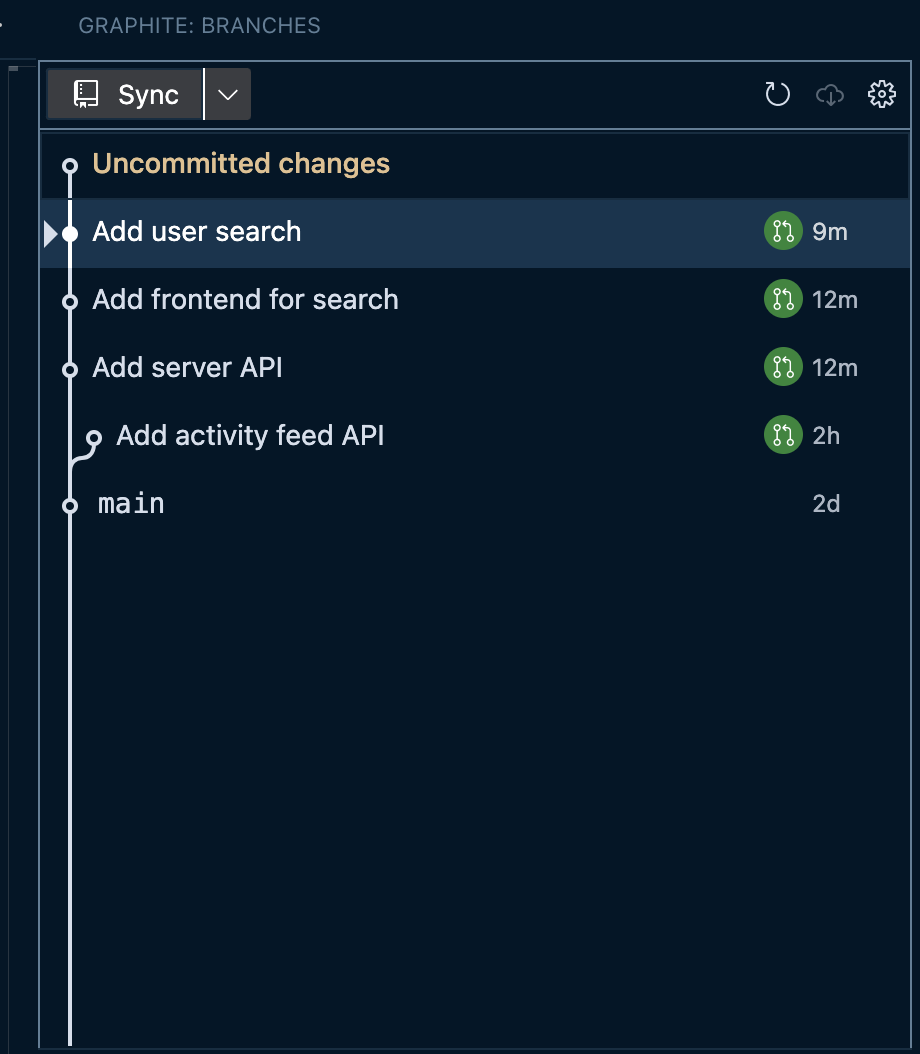 GRAPHITE: BRANCHES
Sync
Uncommitted changes
Add user search 9m
Add frontend for search 12m
Add server API 12m
Add activity feed API 2h
main 2d